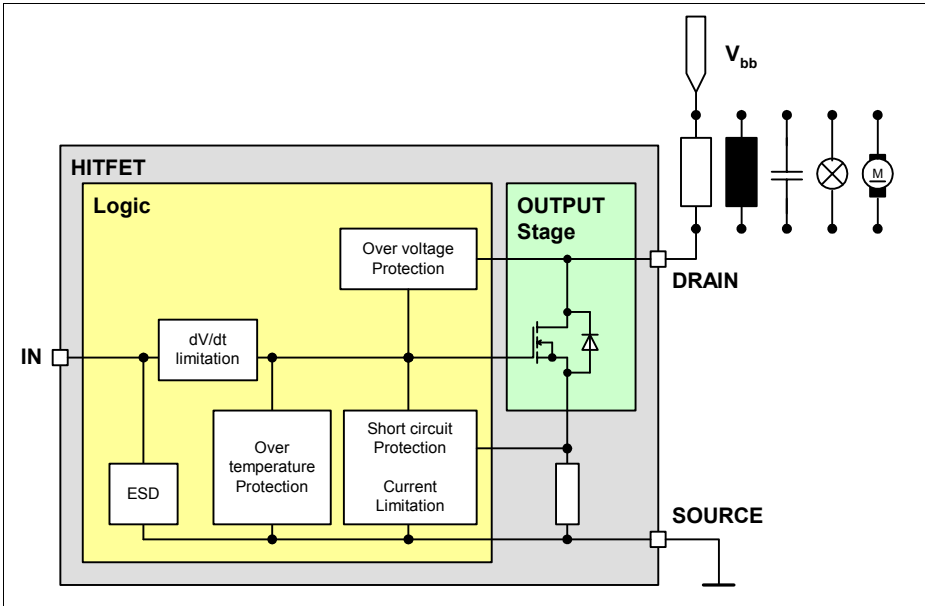 V_bb
HITFET
Logic
OUTPUT
Stage
Over voltage
Protection
DRAIN
M
IN
dV/dt
limitation
Over
temperature
Protection
Short circuit
Protection
Current
Limitation
ESD
SOURCE